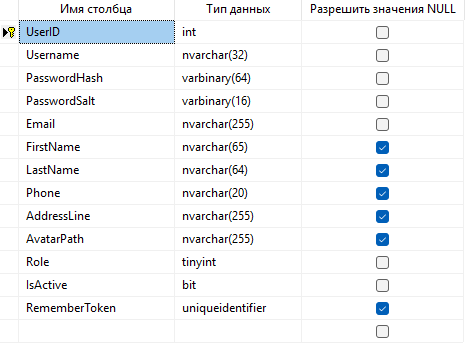 Имя столбца Тип данных Разрешить значения NULL
UserID int
Username nvarchar(32)
PasswordHash varbinary(64)
PasswordSalt varbinary(16)
Email nvarchar(255)
FirstName nvarchar(65)
LastName nvarchar(64)
Phone nvarchar(20)
AddressLine nvarchar(255)
AvatarPath nvarchar(255)
Role tinyint
IsActive bit
RememberToken uniqueidentifier